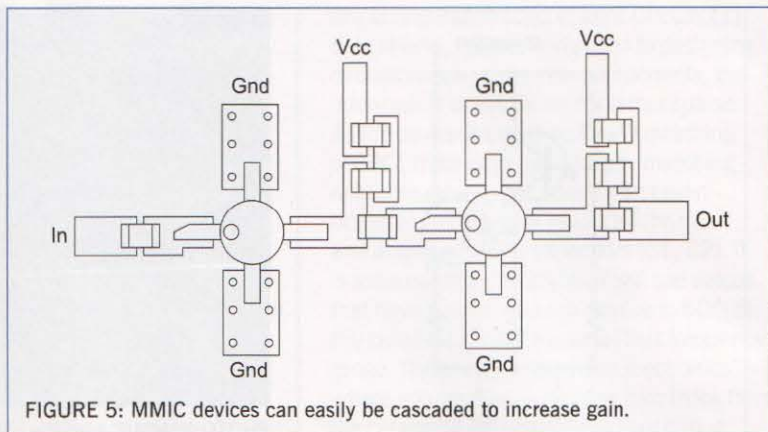 Vcc
Vcc
Gnd
Gnd
In
Out
Gnd
Gnd
FIGURE 5: MMIC devices can easily be cascaded to increase gain.